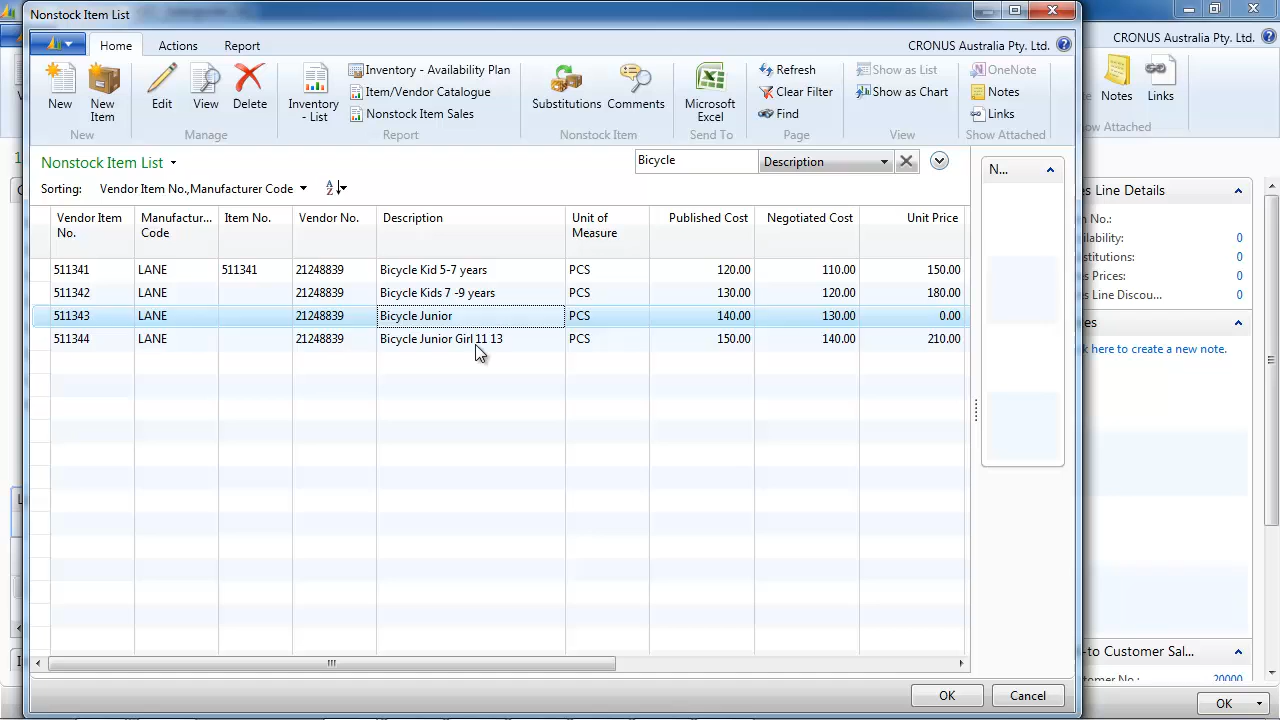 Nonstock Item List
Home Actions Report CRONUS Australia Pty. Ltd.
CRONUS Australia Pty. Ltd.
New
New Item
New
Edit
View
Delete
Manage
Inventory - List
Inventory - Availability Plan
Item/Vendor Catalogue
Nonstock Item Sales
Report
Substitutions
Comments
Nonstock Item
Microsoft Excel
Send To
Refresh
Clear Filter
Find
Page
Show as List
Show as Chart
View
OneNote
Notes
Links
Show Attached
Notes
Links
ow Attached
Nonstock Item List
Bicycle Description
Sorting: Vendor Item No.,Manufacturer Code
Vendor Item No. Manufactur... Code Item No. Vendor No. Description Unit of Measure Published Cost Negotiated Cost Unit Price
511341 LANE 511341 21248839 Bicycle Kid 5-7 years PCS 120.00 110.00 150.00
511342 LANE 21248839 Bicycle Kids 7 -9 years PCS 130.00 120.00 180.00
511343 LANE 21248839 Bicycle Junior PCS 140.00 130.00 0.00
511344 LANE 21248839 Bicycle Junior Girl 11 13 PCS 150.00 140.00 210.00
N...
OK Cancel
s Line Details
No.:
ilability: 0
stitutions: 0
s Prices: 0
s Line Discou... 0
es
here to create a new note.
-to Customer Sal...
tomer No.: 20000
OK